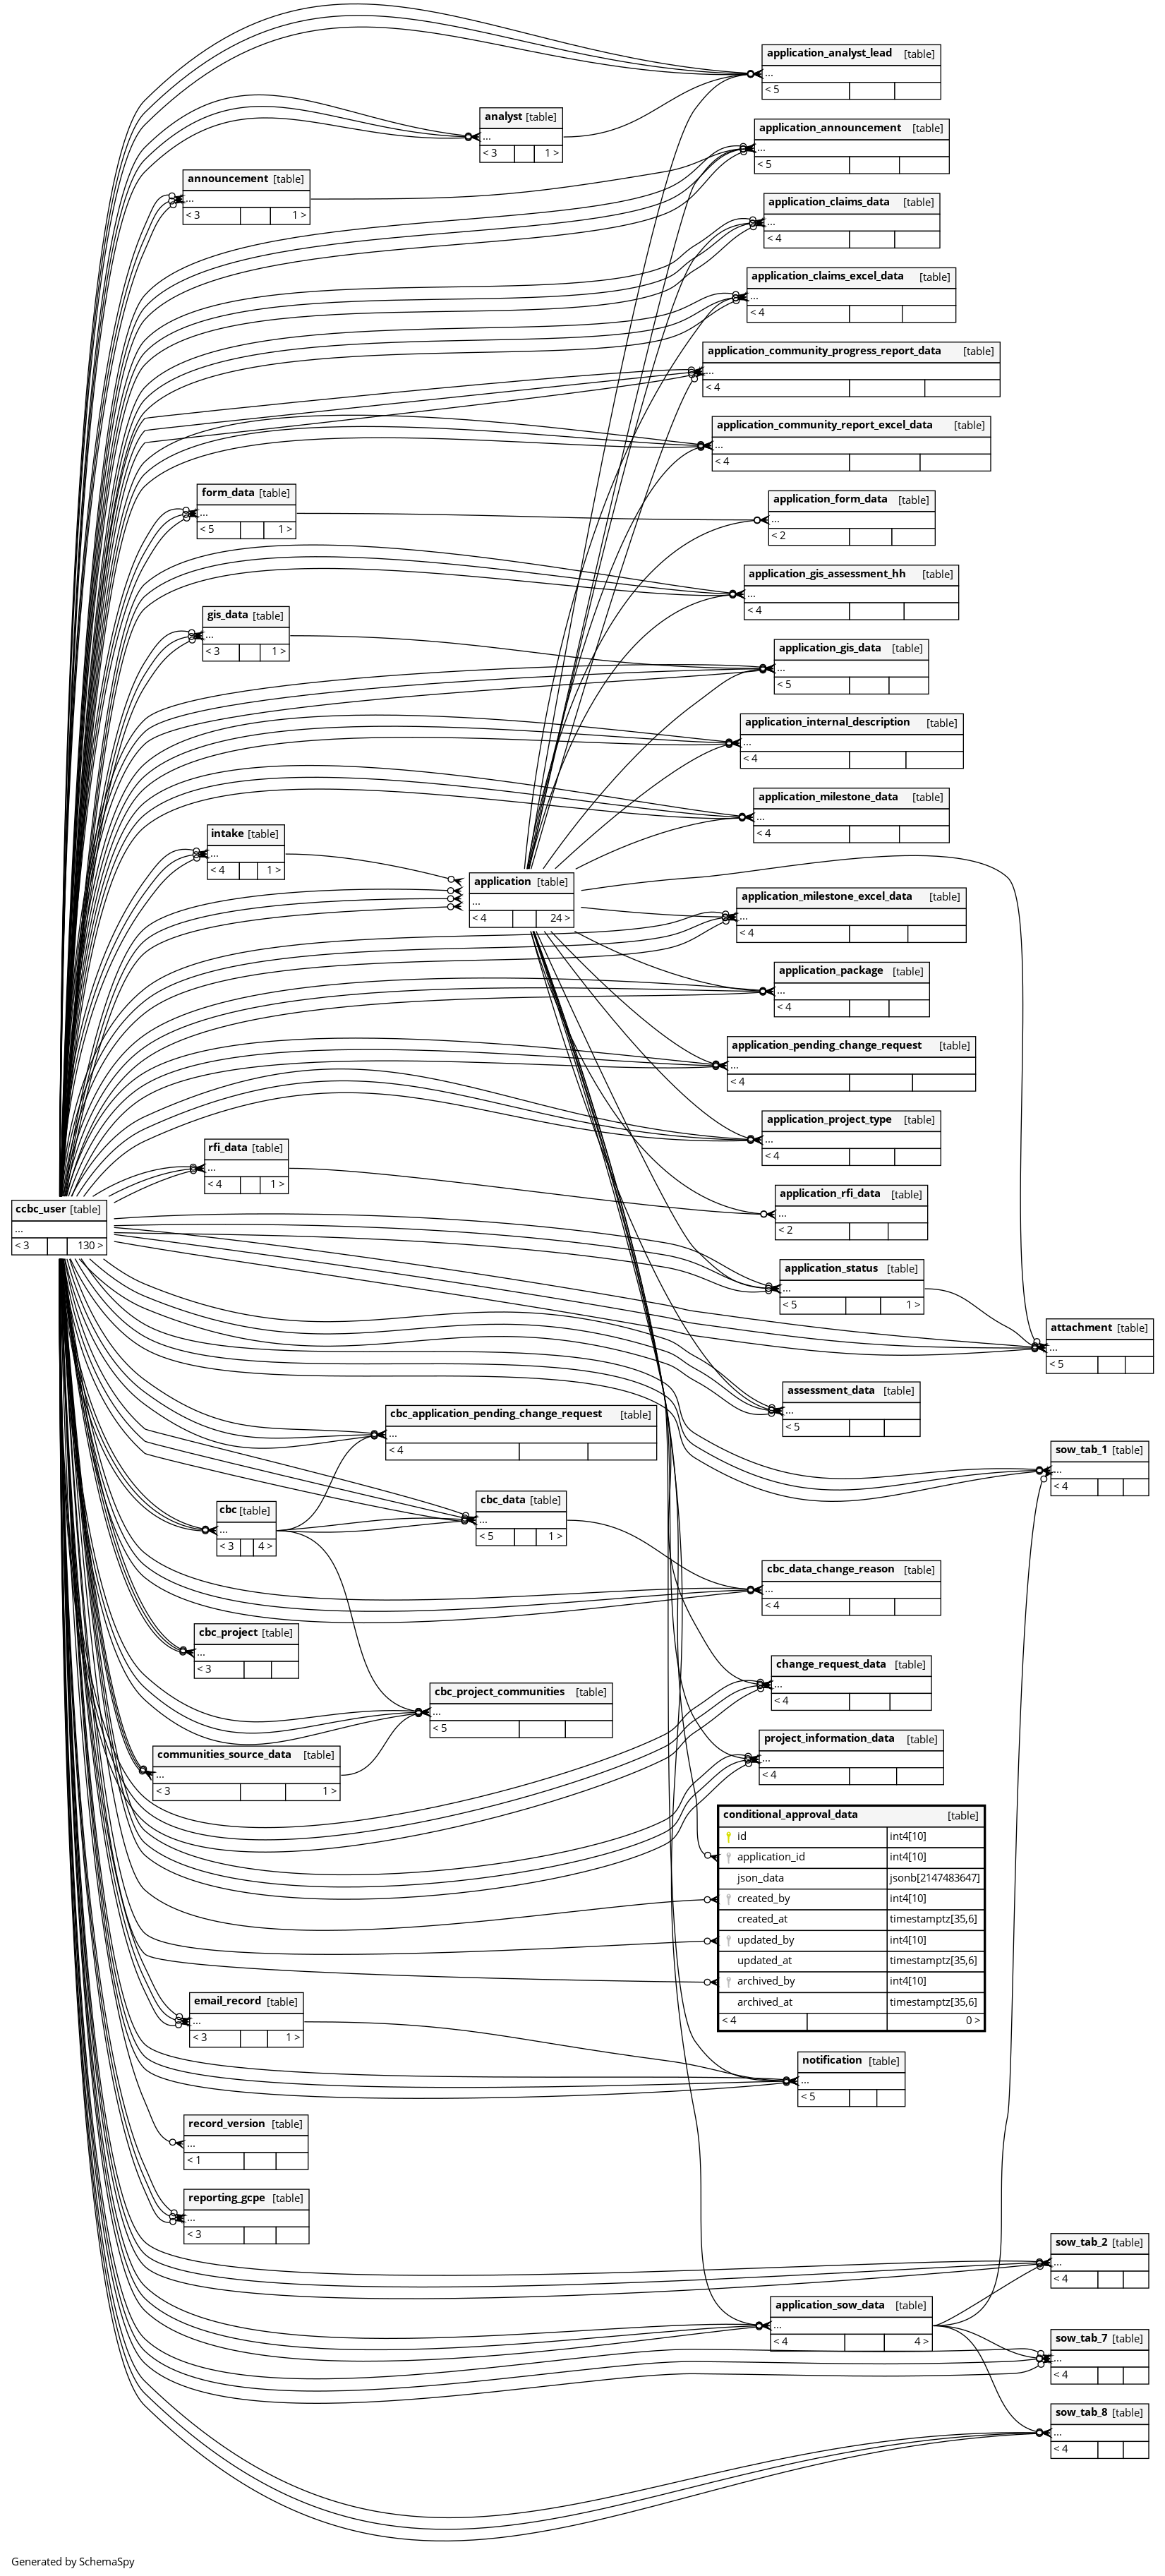 application_analyst_lead [table]
...
< 5
analyst [table]
...
< 3 1 >
application_announcement [table]
...
< 5
announcement [table]
...
< 3 1 >
application_claims_data [table]
...
< 4
application_claims_excel_data [table]
...
< 4
application_community_progress_report_data [table]
...
< 4
application_community_report_excel_data [table]
...
< 4
form_data [table]
...
< 5 1 >
application_form_data [table]
...
< 2
application_gis_assessment_hh [table]
...
< 4
gis_data [table]
...
< 3 1 >
application_gis_data [table]
...
< 5
application_internal_description [table]
...
< 4
application_milestone_data [table]
...
< 4
intake [table]
...
< 4 1 >
application [table]
...
< 4 24 >
application_milestone_excel_data [table]
...
< 4
application_package [table]
...
< 4
application_pending_change_request [table]
...
< 4
application_project_type [table]
...
< 4
rfi_data [table]
...
< 4 1 >
application_rfi_data [table]
...
< 2
ccbc_user [table]
...
< 3 130 >
application_status [table]
...
< 5 1 >
attachment [table]
...
< 5
assessment_data [table]
...
< 5
cbc_application_pending_change_request [table]
...
< 4
sow_tab_1 [table]
...
< 4
cbc_data [table]
...
< 5 1 >
cbc [table]
...
< 3 4 >
cbc_data_change_reason [table]
...
< 4
cbc_project [table]
...
< 3
change_request_data [table]
...
< 4
cbc_project_communities [table]
...
< 5
project_information_data [table]
...
< 4
communities_source_data [table]
...
< 3 1 >
conditional_approval_data [table]
id int4[10]
application_id int4[10]
json_data jsonb[2147483647]
created_by int4[10]
created_at timestamptz[35,6]
updated_by int4[10]
updated_at timestamptz[35,6]
archived_by int4[10]
archived_at timestamptz[35,6]
< 4 0 >
email_record [table]
...
< 3 1 >
notification [table]
...
< 5
record_version [table]
...
< 1
reporting_gcpe [table]
...
< 3
sow_tab_2 [table]
...
< 4
application_sow_data [table]
...
< 4 4 >
sow_tab_7 [table]
...
< 4
sow_tab_8 [table]
...
< 4
Generated by SchemaSpy